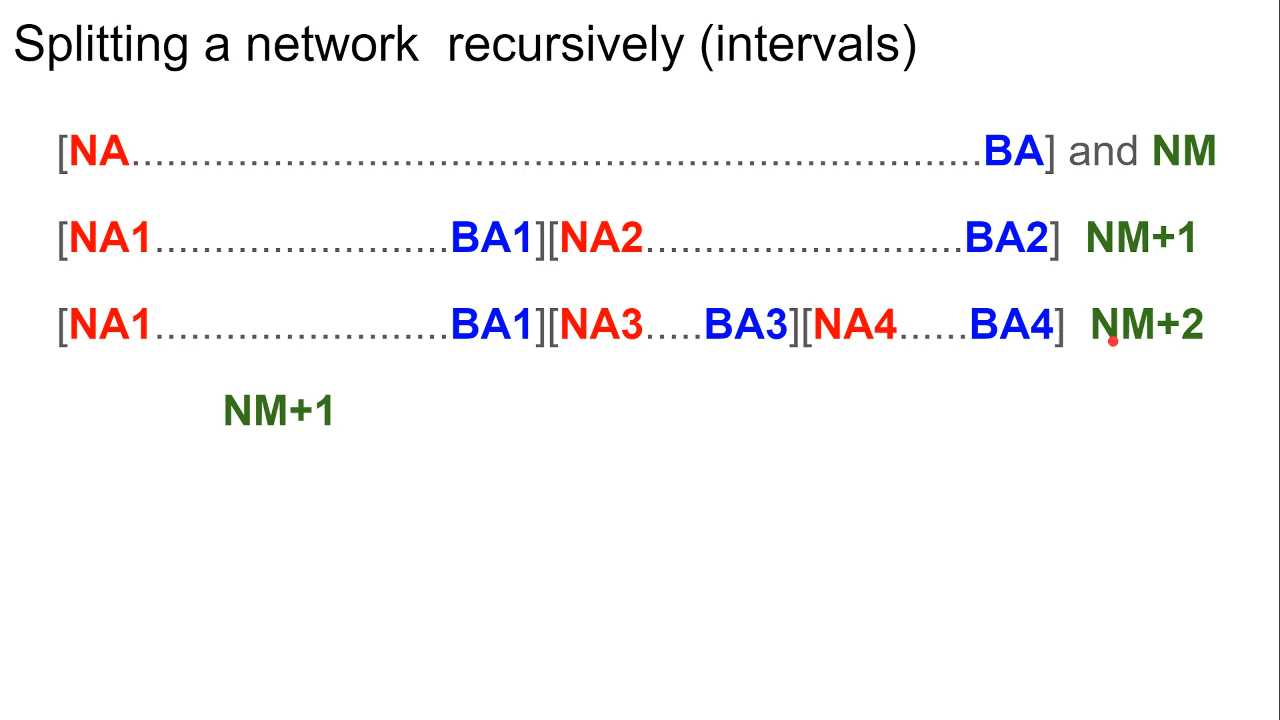 Splitting a network recursively (intervals)
[NA........................................................................BA] and NM
[NA1.........................BA1][NA2...........................BA2] NM+1
[NA1.........................BA1][NA3.....BA3][NA4......BA4] NM+2
NM+1